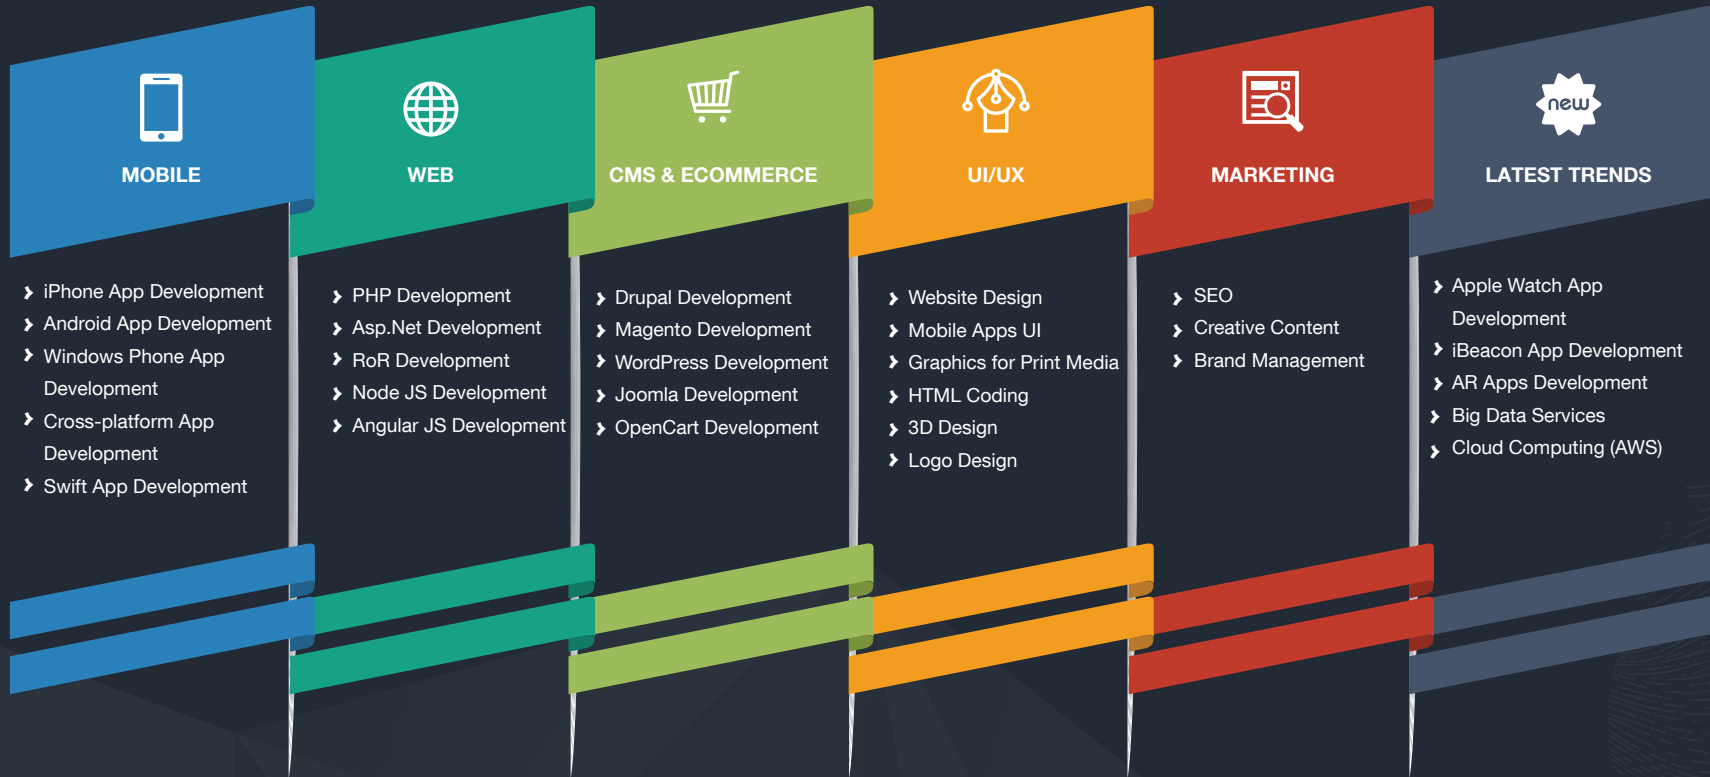 MOBILE
iPhone App Development
Android App Development
Windows Phone App
Development
Cross-platform App
Development
Swift App Development
WEB
PHP Development
Asp.Net Development
RoR Development
Node JS Development
Angular JS Development
CMS & ECOMMERCE
Drupal Development
Magento Development
WordPress Development
Joomla Development
OpenCart Development
UI/UX
Website Design
Mobile Apps UI
Graphics for Print Media
HTML Coding
3D Design
Logo Design
MARKETING
SEO
Creative Content
Brand Management
new
LATEST TRENDS
Apple Watch App
Development
iBeacon App Development
AR Apps Development
Big Data Services
Cloud Computing (AWS)